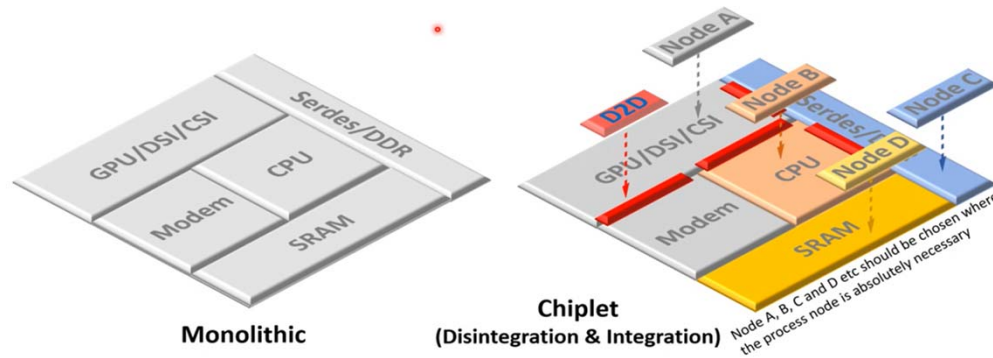 GPU/DSI/CSI
Serdes/DDR
CPU
Modem
SRAM
Monolithic
Node A
Node B
Node C
D2D
GPU/DSI/CSI
Serdes/
Node D
CPU
Modem
SRAM
Chiplet
(Disintegration & Integration)
Node A, B, C and D etc should be chosen where
the process node is absolutely necessary